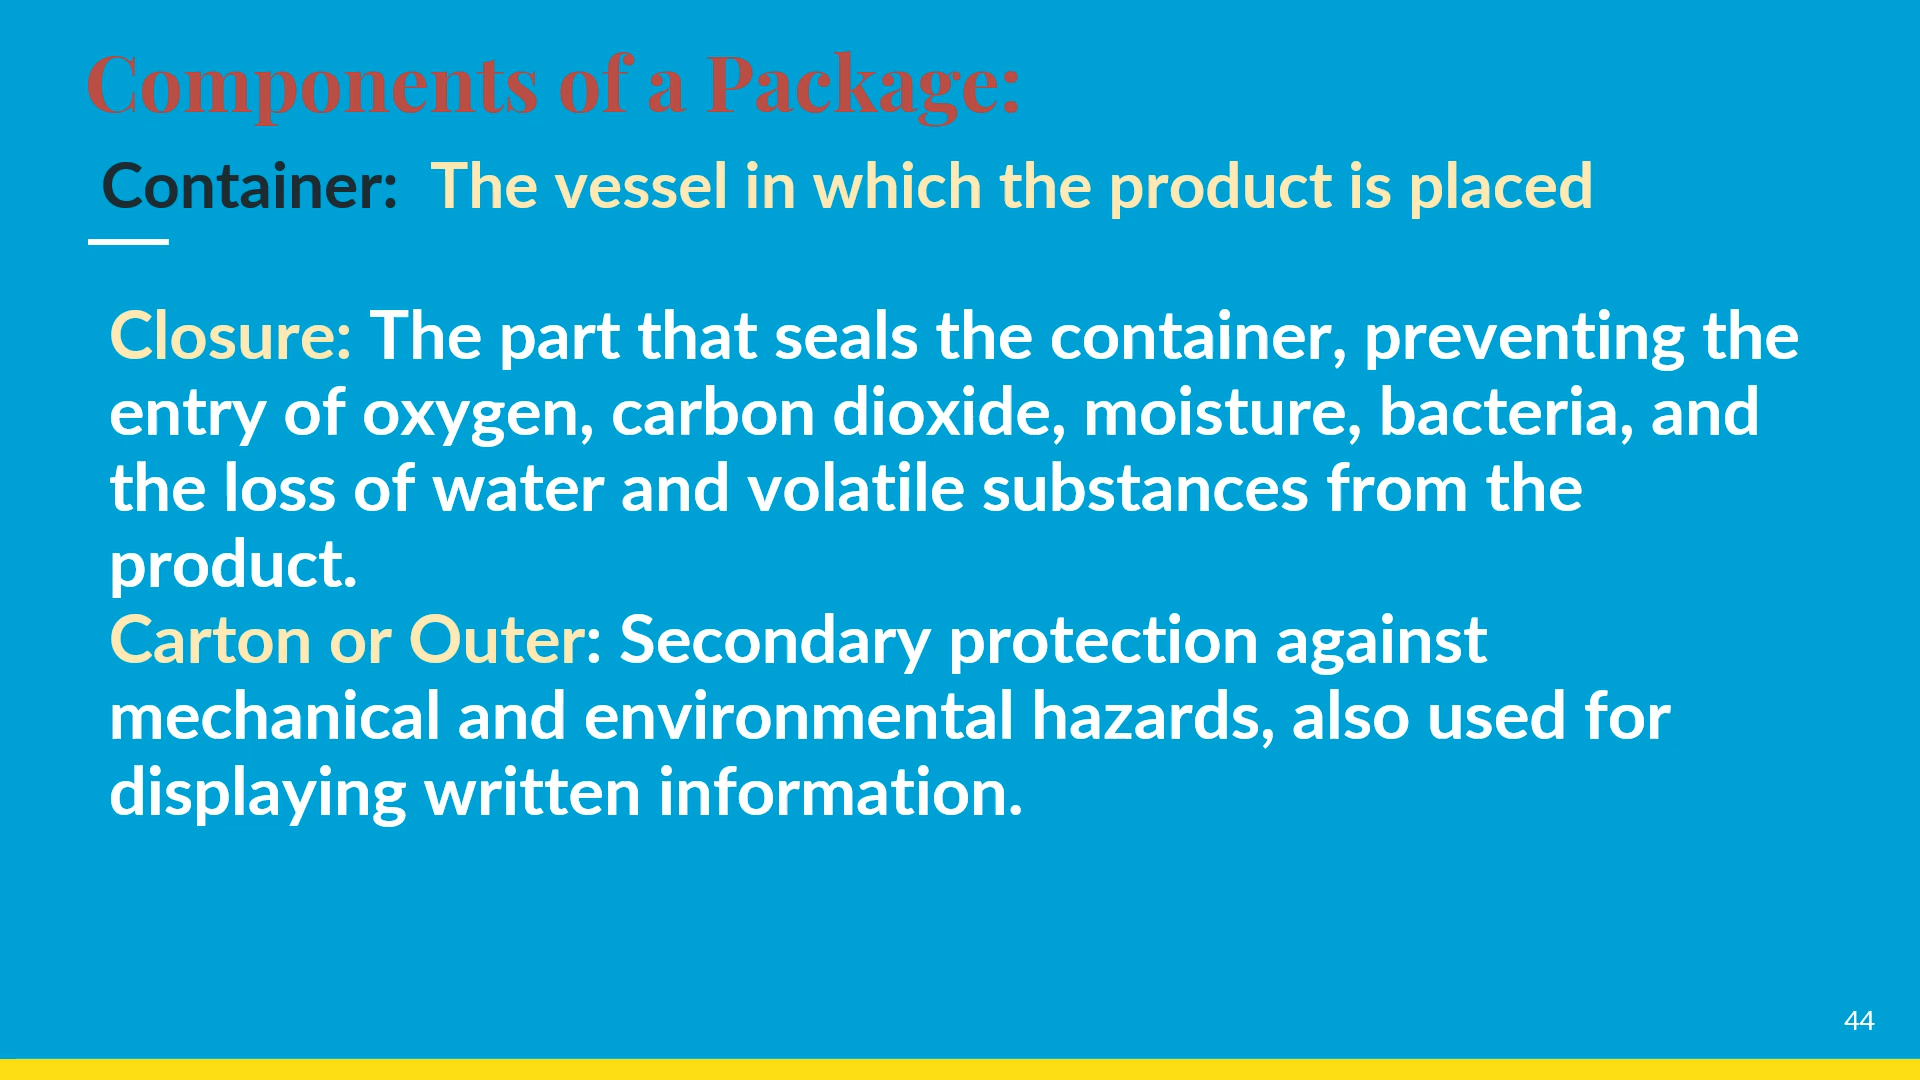 Components of a Package:
Container: The vessel in which the product is placed
Closure: The part that seals the container, preventing the
entry of oxygen, carbon dioxide, moisture, bacteria, and
the loss of water and volatile substances from the
product.
Carton or Outer: Secondary protection against
mechanical and environmental hazards, also used for
displaying written information.
44